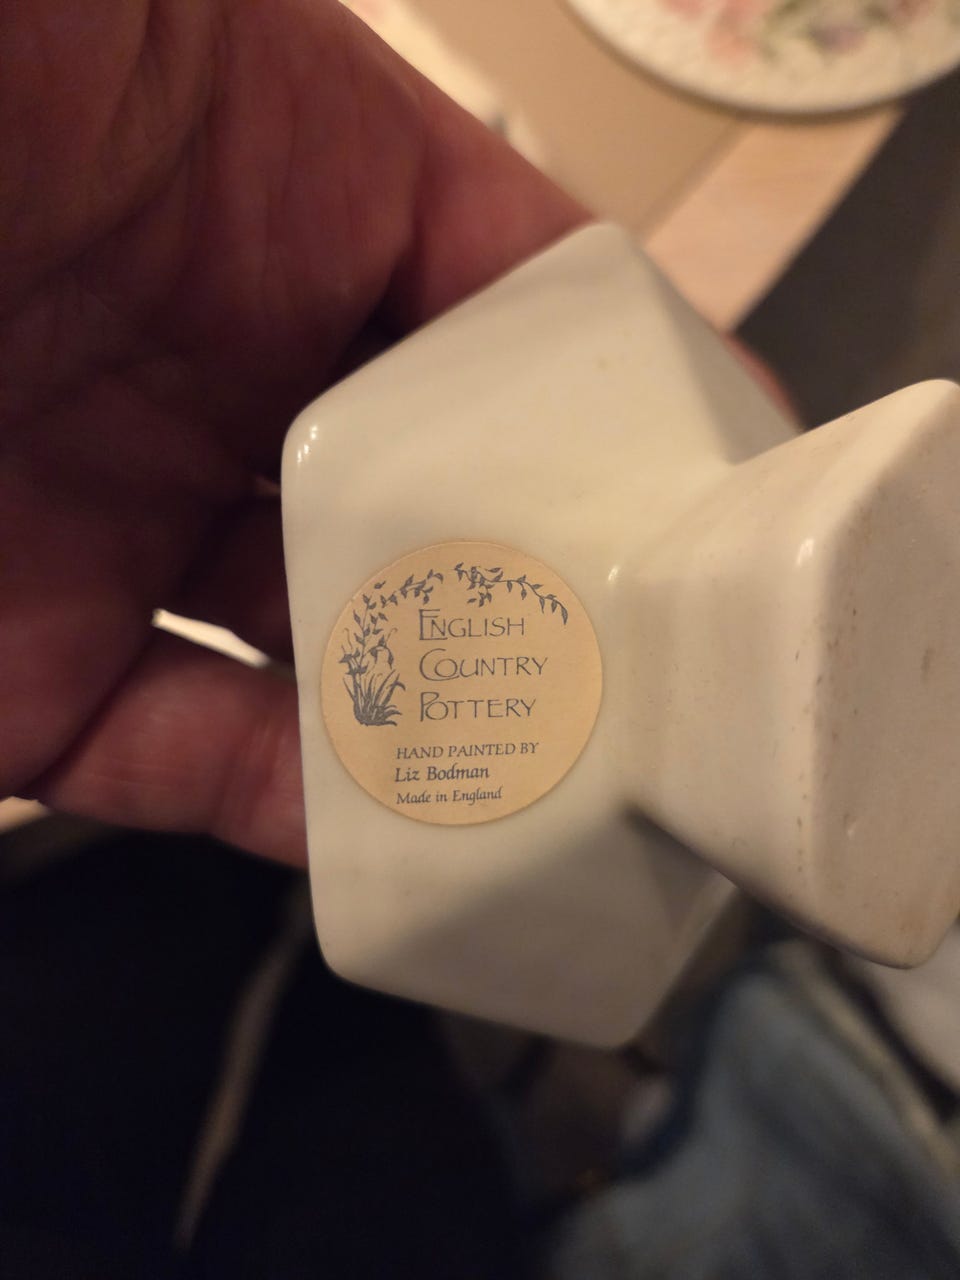 ENGLISH
COUNTRY
POTTERY
HAND PAINTED BY
Liz Bodman
Made in England